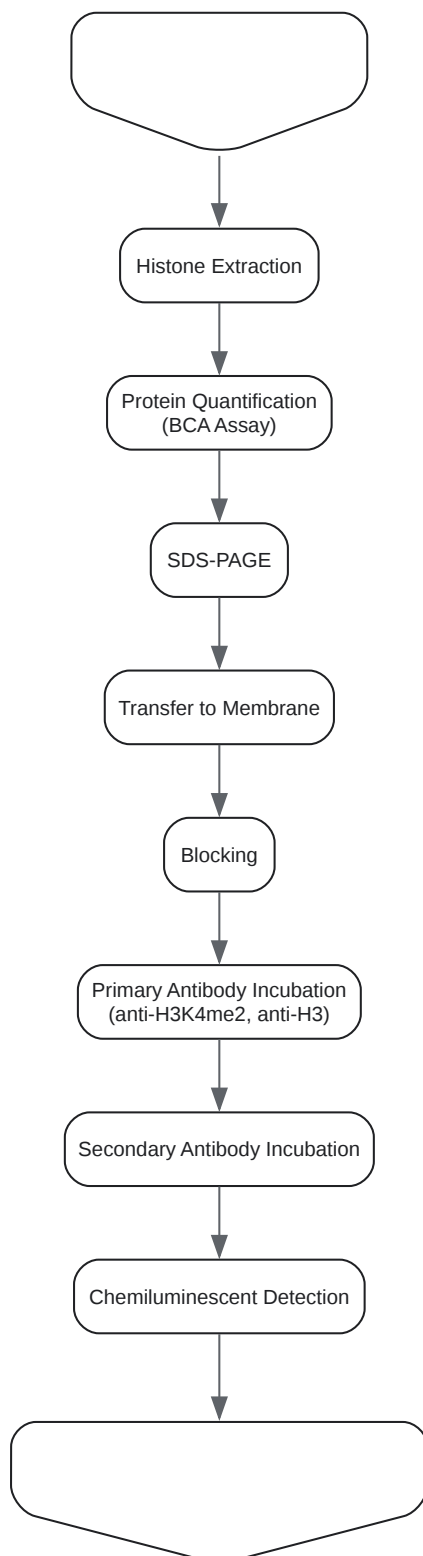 Histone Extraction
Protein Quantification
(BCA Assay)
SDS-PAGE
Transfer to Membrane
Blocking
Primary Antibody Incubation
(anti-H3K4me2, anti-H3)
Secondary Antibody Incubation
Chemiluminescent Detection